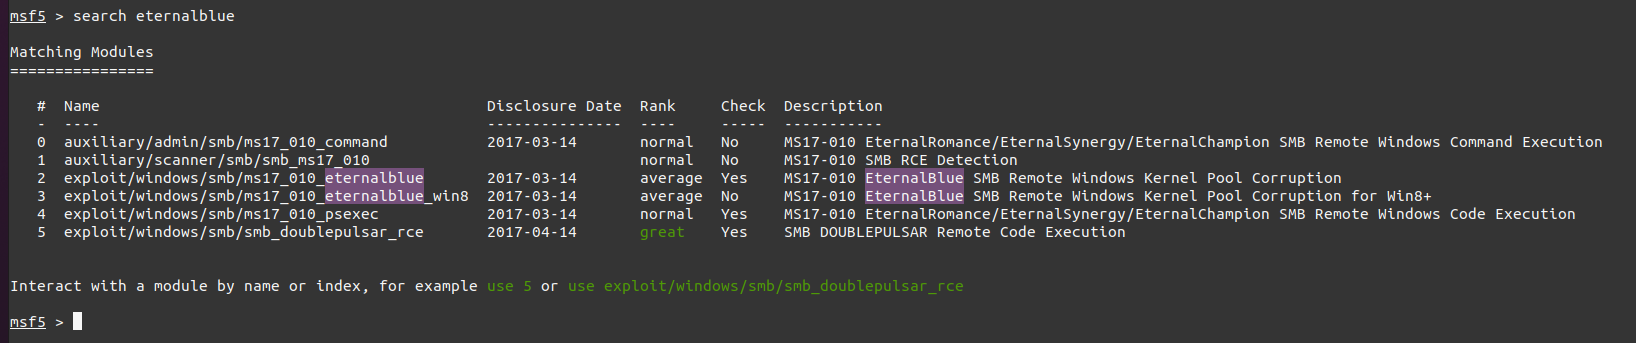 msf5 > search eternalblue
Matching Modules
================
#  Name                                      Disclosure Date  Rank     Check  Description
-  ----                                      ---------------  ----     -----  -----------
0  auxiliary/admin/smb/ms17_010_command      2017-03-14       normal   No     MS17-010 EternalRomance/EternalSynergy/EternalChampion SMB Remote Windows Command Execution
1  auxiliary/scanner/smb/smb_ms17_010                         normal   No     MS17-010 SMB RCE Detection
2  exploit/windows/smb/ms17_010_eternalblue  2017-03-14       average  Yes    MS17-010 EternalBlue SMB Remote Windows Kernel Pool Corruption
3  exploit/windows/smb/ms17_010_eternalblue_win8  2017-03-14  average  No     MS17-010 EternalBlue SMB Remote Windows Kernel Pool Corruption for Win8+
4  exploit/windows/smb/ms17_010_psexec       2017-03-14       normal   Yes    MS17-010 EternalRomance/EternalSynergy/EternalChampion SMB Remote Windows Code Execution
5  exploit/windows/smb/smb_doublepulsar_rce  2017-04-14       great    Yes    SMB DOUBLEPULSAR Remote Code Execution
Interact with a module by name or index, for example use 5 or use exploit/windows/smb/smb_doublepulsar_rce
msf5 >